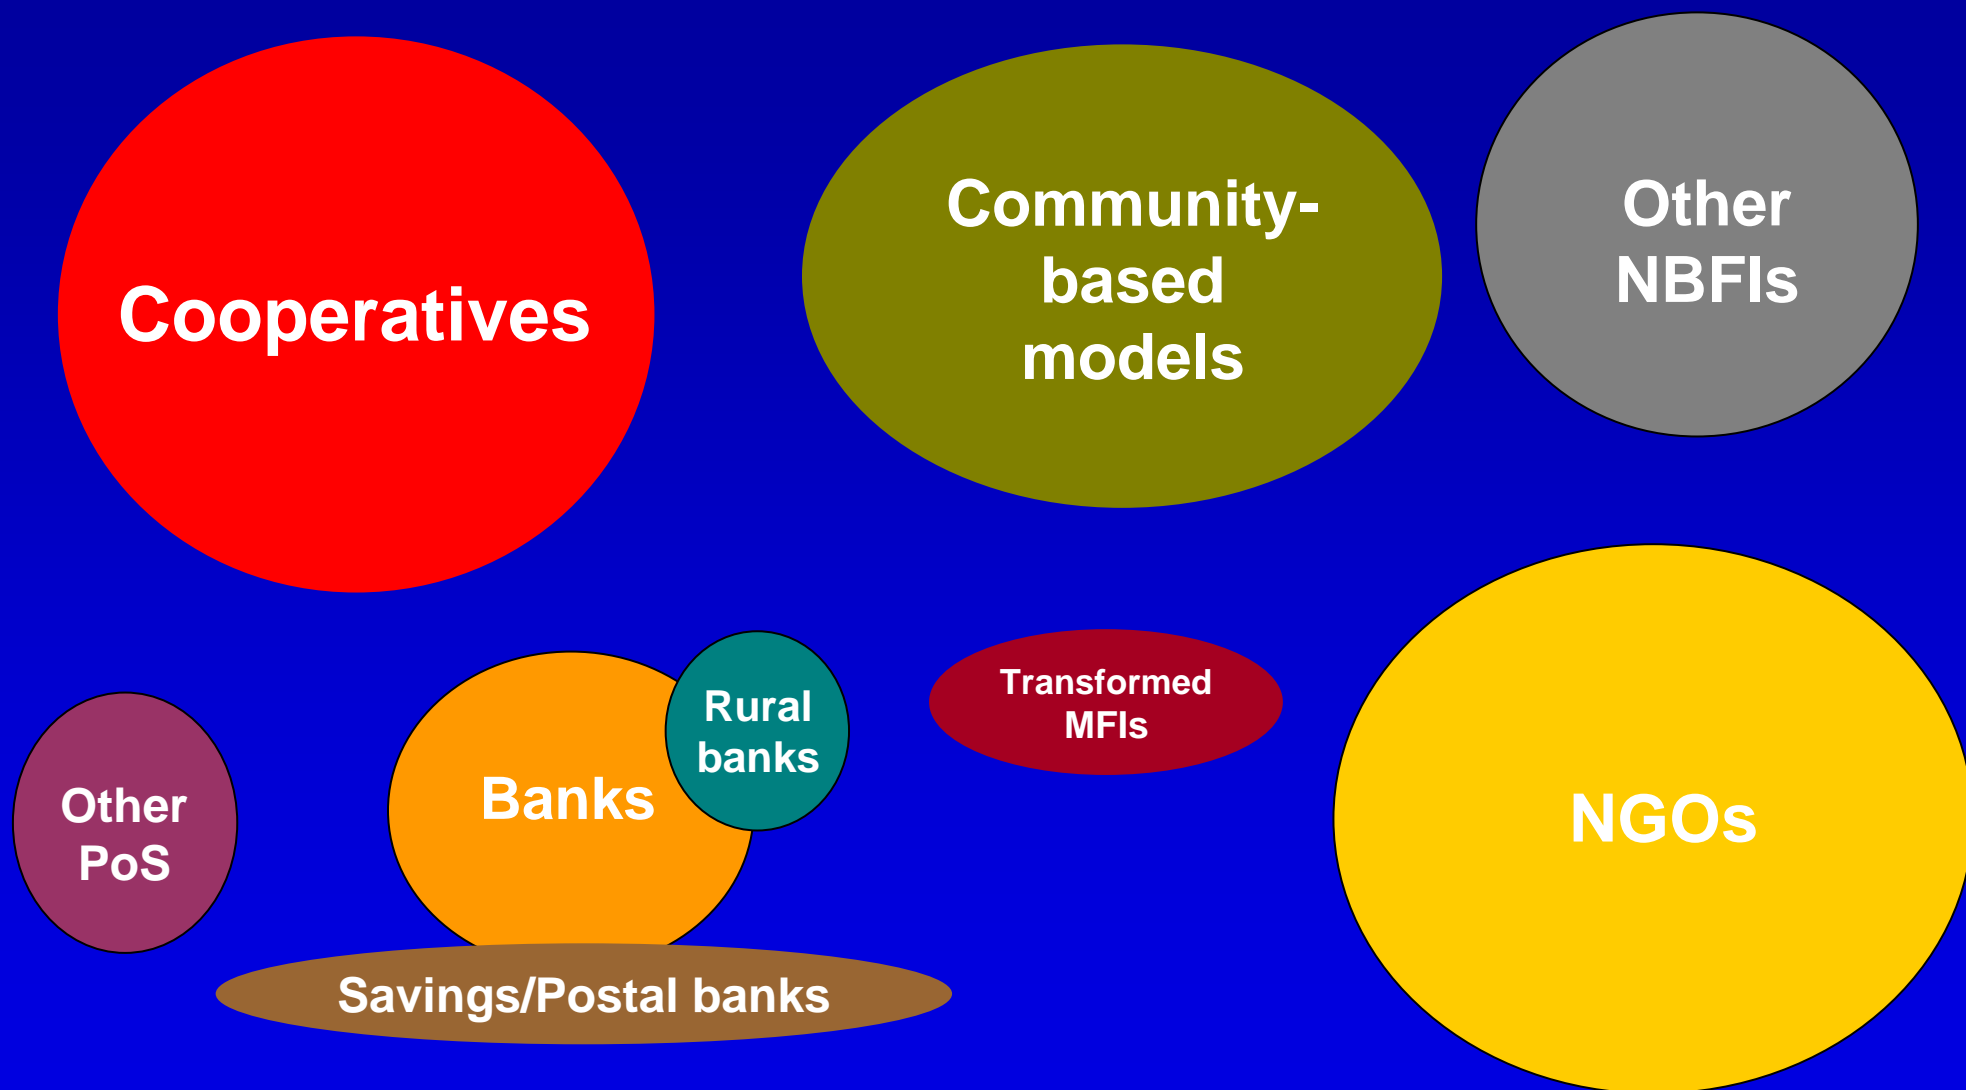 Cooperatives
Community-
based
models
Other
NBFIs
Other
PoS
Banks
Rural
banks
Transformed
MFIs
NGOs
Savings/Postal banks